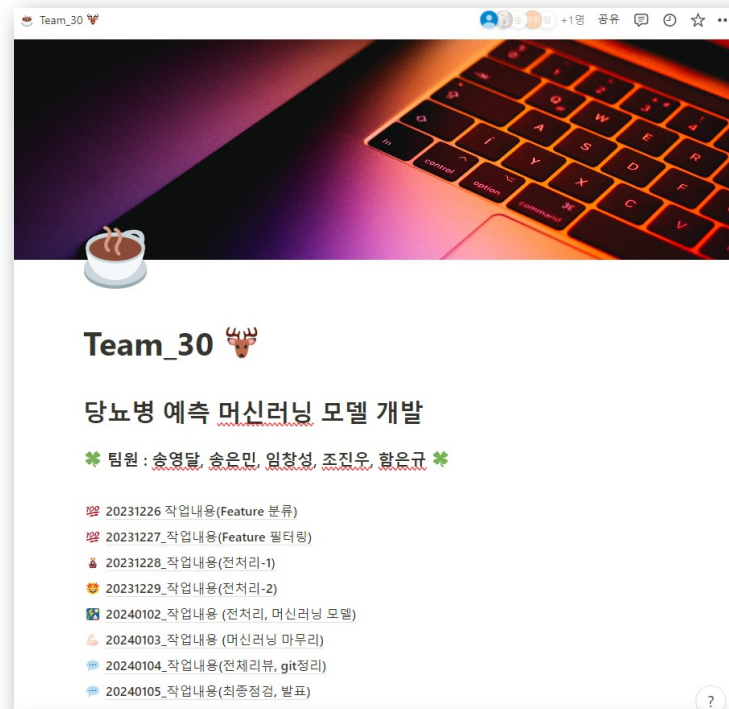 Team_30
+1명 공유
fn control option command
Q W E R
A S D F
Y X C V
Team_30
당뇨병 예측 머신러닝 모델 개발
팀원 : 송영달, 송은민, 임창성, 조진우, 함은규
20231226 작업내용(Feature 분류)
20231227_작업내용(Feature 필터링)
20231228_작업내용(전처리-1)
20231229_작업내용(전처리-2)
20240102_작업내용 (전처리, 머신러닝 모델)
20240103_작업내용 (머신러닝 마무리)
20240104_작업내용(전체리뷰, git정리)
20240105_작업내용(최종점검, 발표)
?